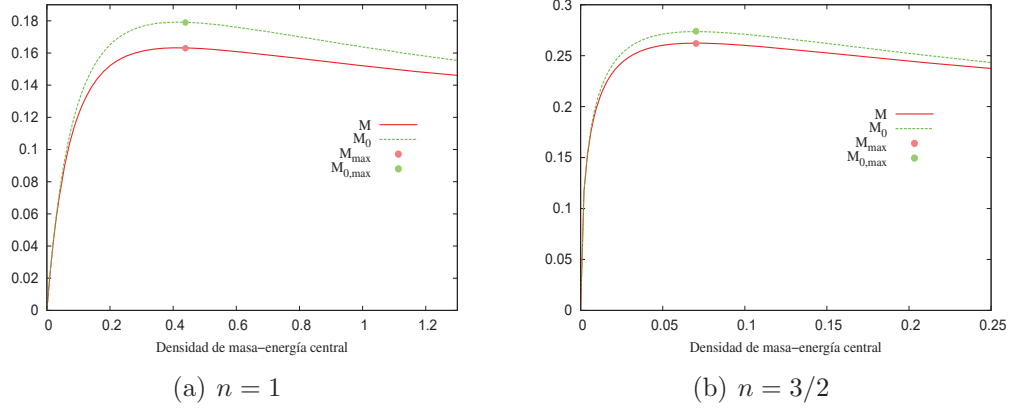 0.18
0.16
0.14
0.12
0.1
0.08
0.06
0.04
0.02
0
0 0.2 0.4 0.6 0.8 1 1.2
M
M0
Mmax
M0,max
Densidad de masa−energía central
(a) n = 1
0.3
0.25
0.2
0.15
0.1
0.05
0
0 0.05 0.1 0.15 0.2 0.25
M
M0
Mmax
M0,max
Densidad de masa−energía central
(b) n = 3/2